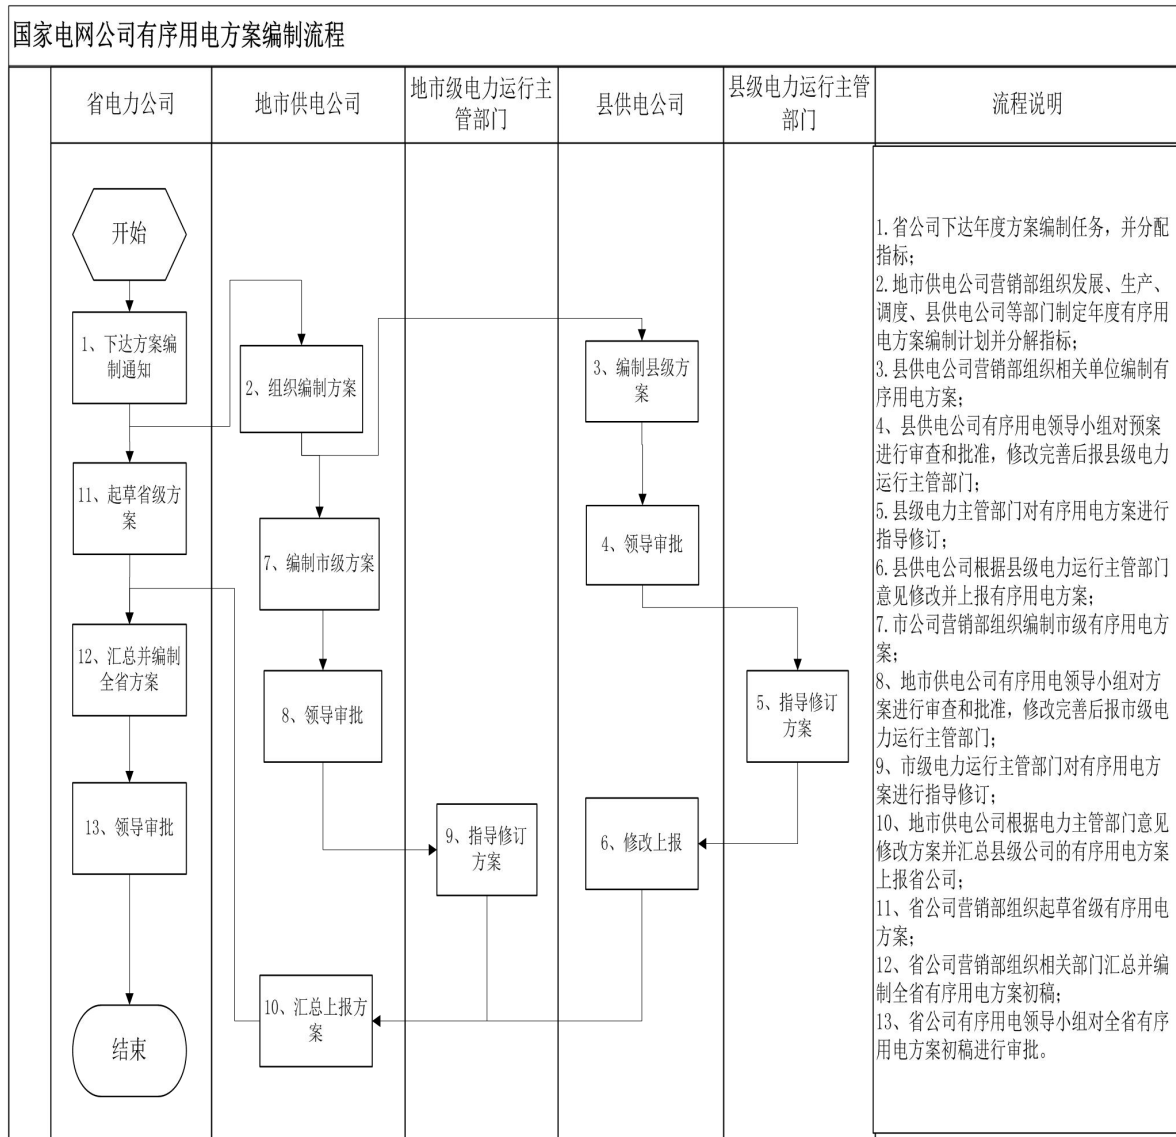 国家电网公司有序用电方案编制流程
省电力公司
地市供电公司
地市级电力运行主
管部门
县供电公司
县级电力运行主管
部门
流程说明
开始
1、下达方案编
制通知
2、组织编制方案
3、编制县级方
案
11、起草省级方
案
7、编制市级方案
4、领导审批
12、汇总并编制
全省方案
8、领导审批
5、指导修订
方案
13、领导审批
9、指导修订
方案
6、修改上报
10、汇总上报方
案
结束
1.省公司下达年度方案编制任务，并分配
指标；
2.地市供电公司营销部组织发展、生产、
调度、县供电公司等部门制定年度有序用
电方案编制计划并分解指标；
3.县供电公司营销部组织相关单位编制有
序用电方案；
4、县供电公司有序用电领导小组对预案
进行审查和批准，修改完善后报县级电力
运行主管部门；
5.县级电力主管部门对有序用电方案进行
指导修订；
6.县供电公司根据县级电力运行主管部门
意见修改并上报有序用电方案；
7.市公司营销部组织编制市级有序用电方
案；
8、地市供电公司有序用电领导小组对方
案进行审查和批准，修改完善后报市级电
力运行主管部门；
9、市级电力运行主管部门对有序用电方
案进行指导修订；
10、地市供电公司根据电力主管部门意见
修改方案并汇总县级公司的有序用电方案
上报省公司；
11、省公司营销部组织起草省级有序用电
方案；
12、省公司营销部组织相关部门汇总并编
制全省有序用电方案初稿；
13、省公司有序用电领导小组对全省有序
用电方案初稿进行审批。